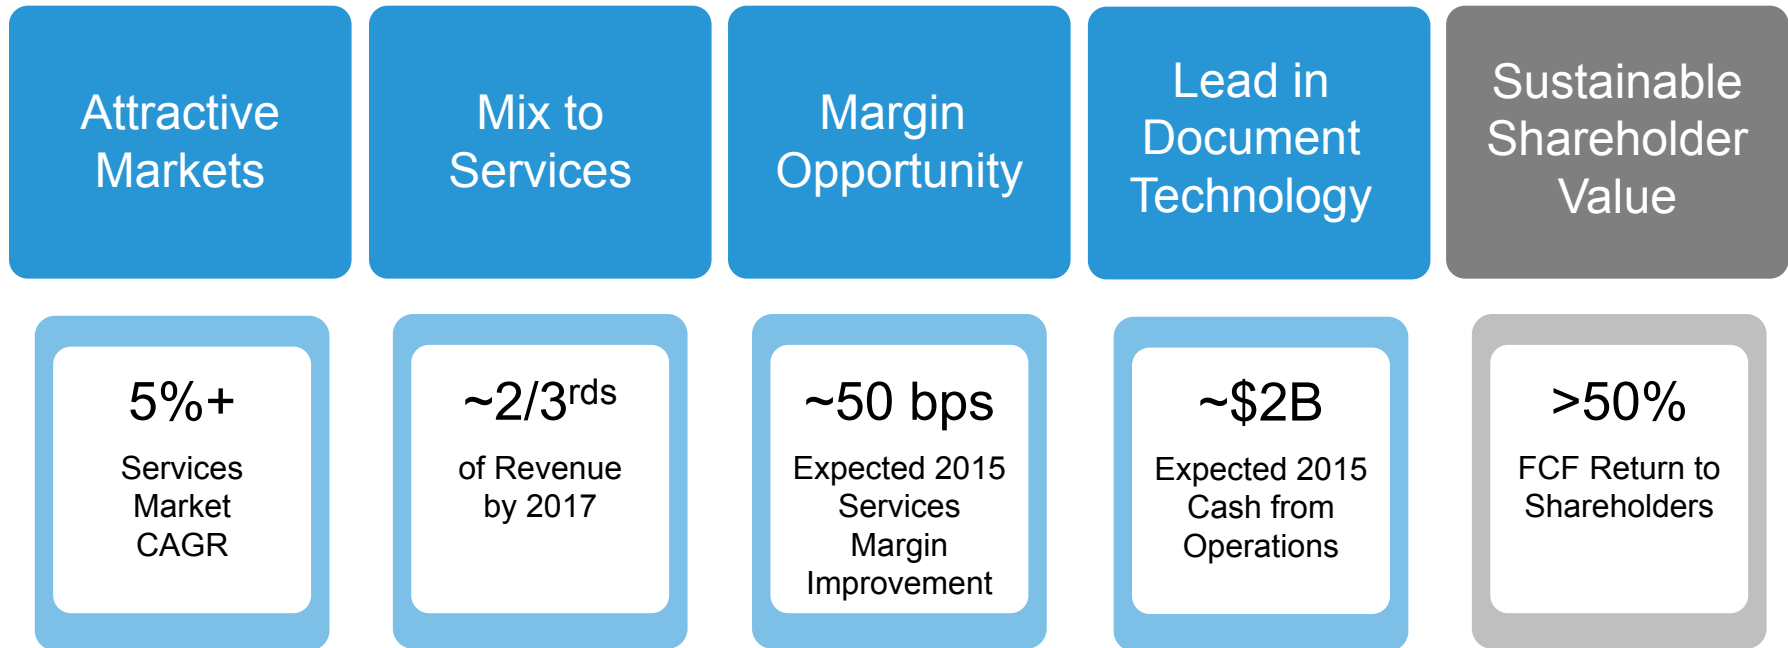 Attractive
Markets
Mix to
Services
Margin
Opportunity
Lead in
Document
Technology
Sustainable
Shareholder
Value
5%+
Services
Market
CAGR
~2/3rds
of Revenue
by 2017
~50 bps
Expected 2015
Services
Margin
Improvement
~$2B
Expected 2015
Cash from
Operations
>50%
FCF Return to
Shareholders